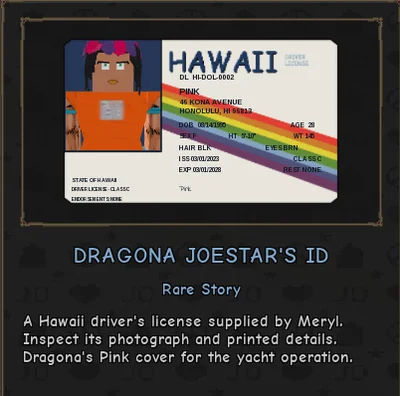 HAWAII DRIVER LICENSE
DL HI-DOL-0002
PINK
46 KONA AVENUE
HONOLULU, HI 96813
DOB 08/14/1995 AGE 28
SEX F HT 5'-10" WT 145
HAIR BLK EYES BRN
ISS 03/01/2023 CLASS C
EXP 03/01/2028 REST NONE
STATE OF HAWAII
DRIVER LICENSE - CLASS C
ENDORSEMENTS NONE
Pink
DRAGONA JOESTAR'S ID
Rare Story
A Hawaii driver's license supplied by Meryl.
Inspect its photograph and printed details.
Dragona's Pink cover for the yacht operation.